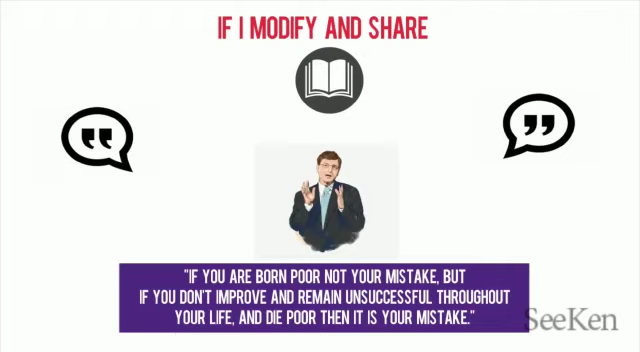 IF I MODIFY AND SHARE
"IF YOU ARE BORN POOR NOT YOUR MISTAKE, BUT
IF YOU DON'T IMPROVE AND REMAIN UNSUCCESSFUL THROUGHOUT
YOUR LIFE, AND DIE POOR THEN IT IS YOUR MISTAKE."
SeeKen